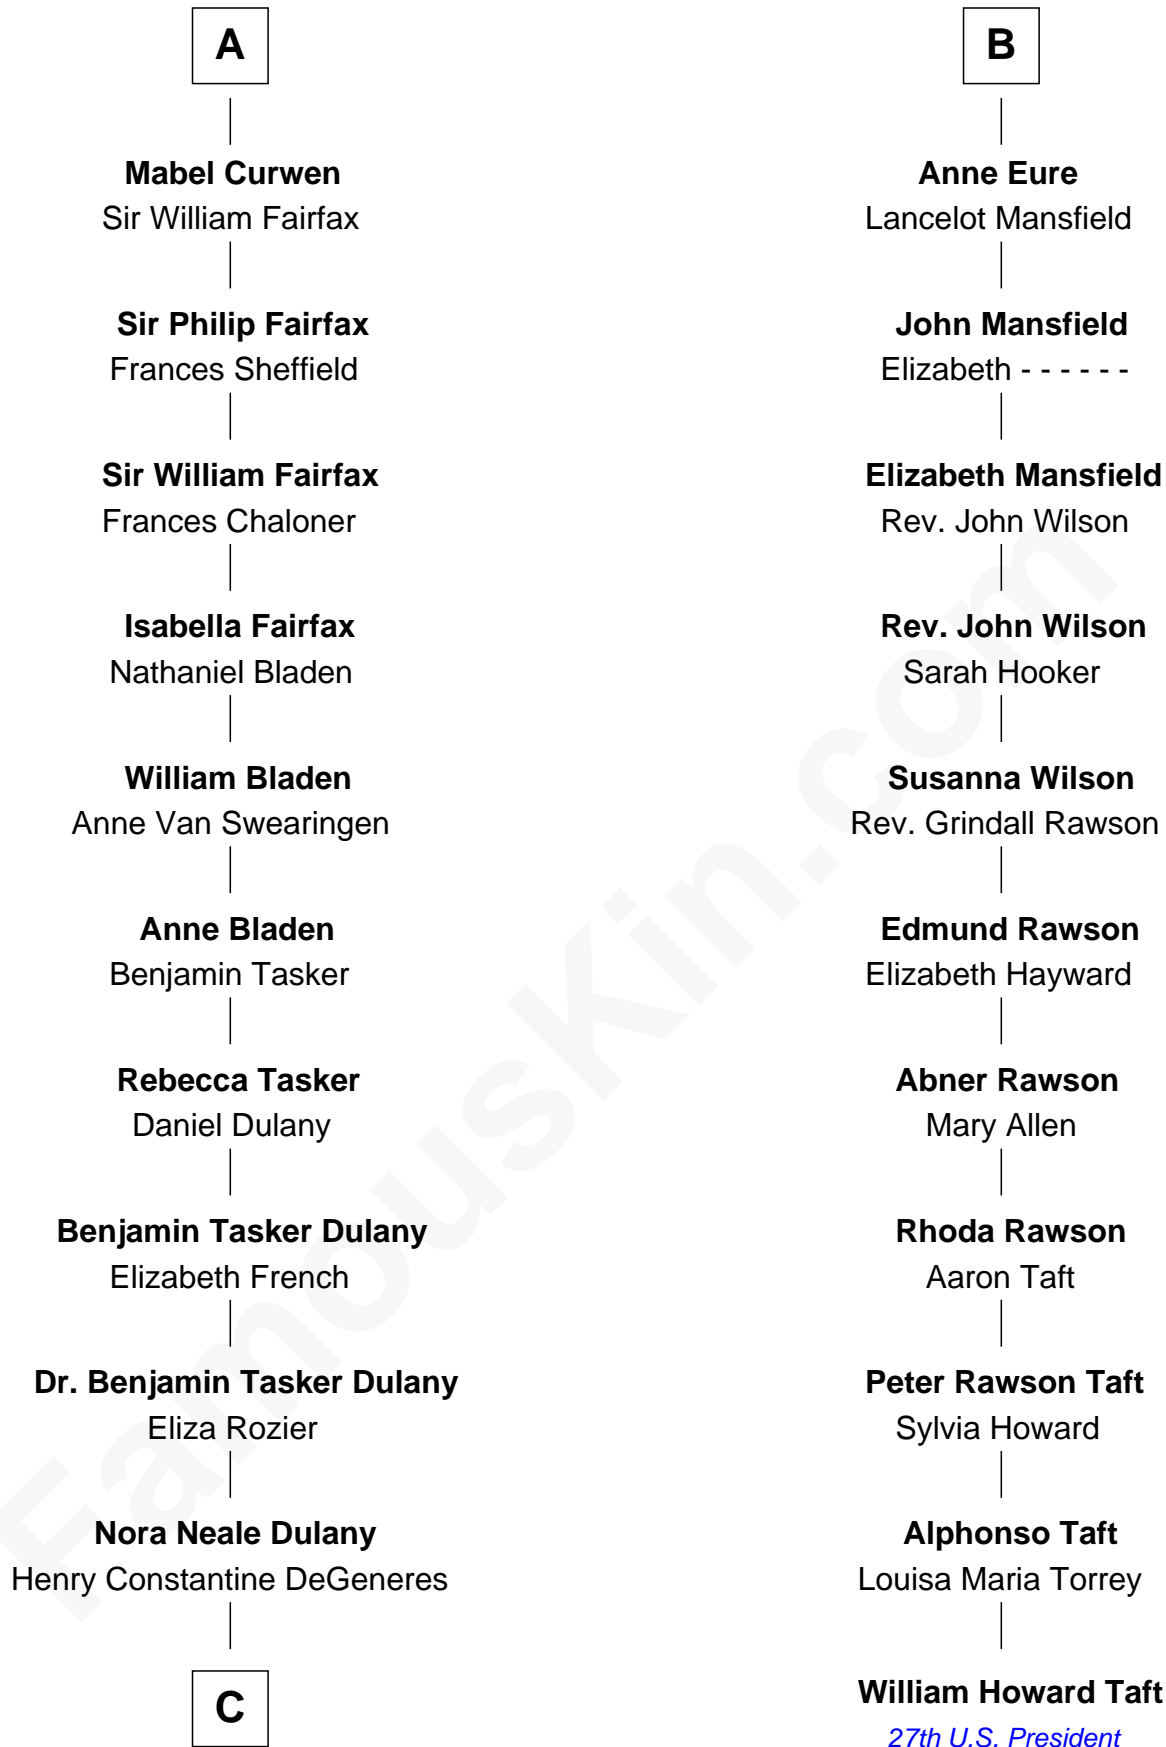 A
Mabel Curwen
Sir William Fairfax
Sir Philip Fairfax
Frances Sheffield
Sir William Fairfax
Frances Chaloner
Isabella Fairfax
Nathaniel Bladen
William Bladen
Anne Van Swearingen
Anne Bladen
Benjamin Tasker
Rebecca Tasker
Daniel Dulany
Benjamin Tasker Dulany
Elizabeth French
Dr. Benjamin Tasker Dulany
Eliza Rozier
Nora Neale Dulany
Henry Constantine DeGeneres
C
B
Anne Eure
Lancelot Mansfield
John Mansfield
Elizabeth - - - - - -
Elizabeth Mansfield
Rev. John Wilson
Rev. John Wilson
Sarah Hooker
Susanna Wilson
Rev. Grindall Rawson
Edmund Rawson
Elizabeth Hayward
Abner Rawson
Mary Allen
Rhoda Rawson
Aaron Taft
Peter Rawson Taft
Sylvia Howard
Alphonso Taft
Louisa Maria Torrey
William Howard Taft
27th U.S. President
FamousKin.com